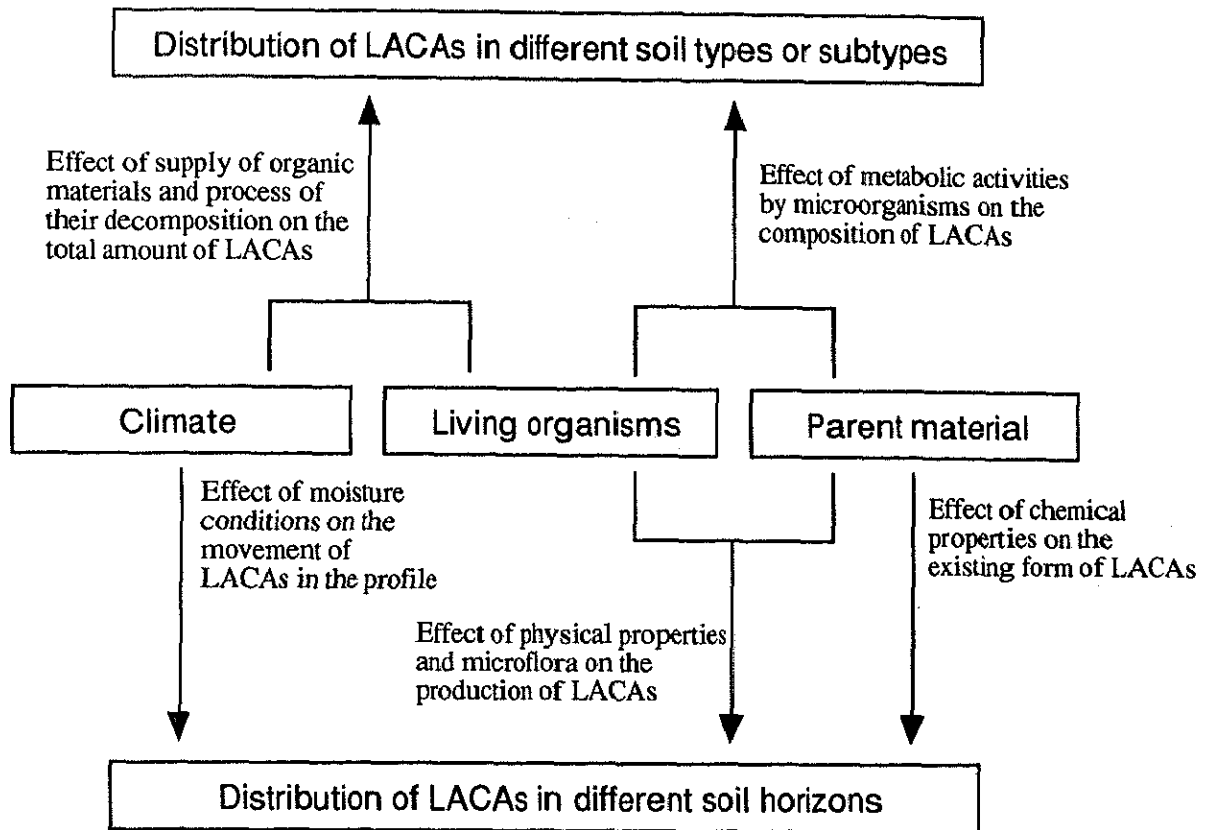 Distribution of LACAs in different soil types or subtypes
Effect of supply of organic
materials and process of
their decomposition on the
total amount of LACAs
Effect of metabolic activities
by microorganisms on the
composition of LACAs
Climate
Living organisms
Parent material
Effect of moisture
conditions on the
movement of
LACAs in the profile
Effect of chemical
properties on the
existing form of LACAs
Effect of physical properties
and microflora on the
production of LACAs
Distribution of LACAs in different soil horizons